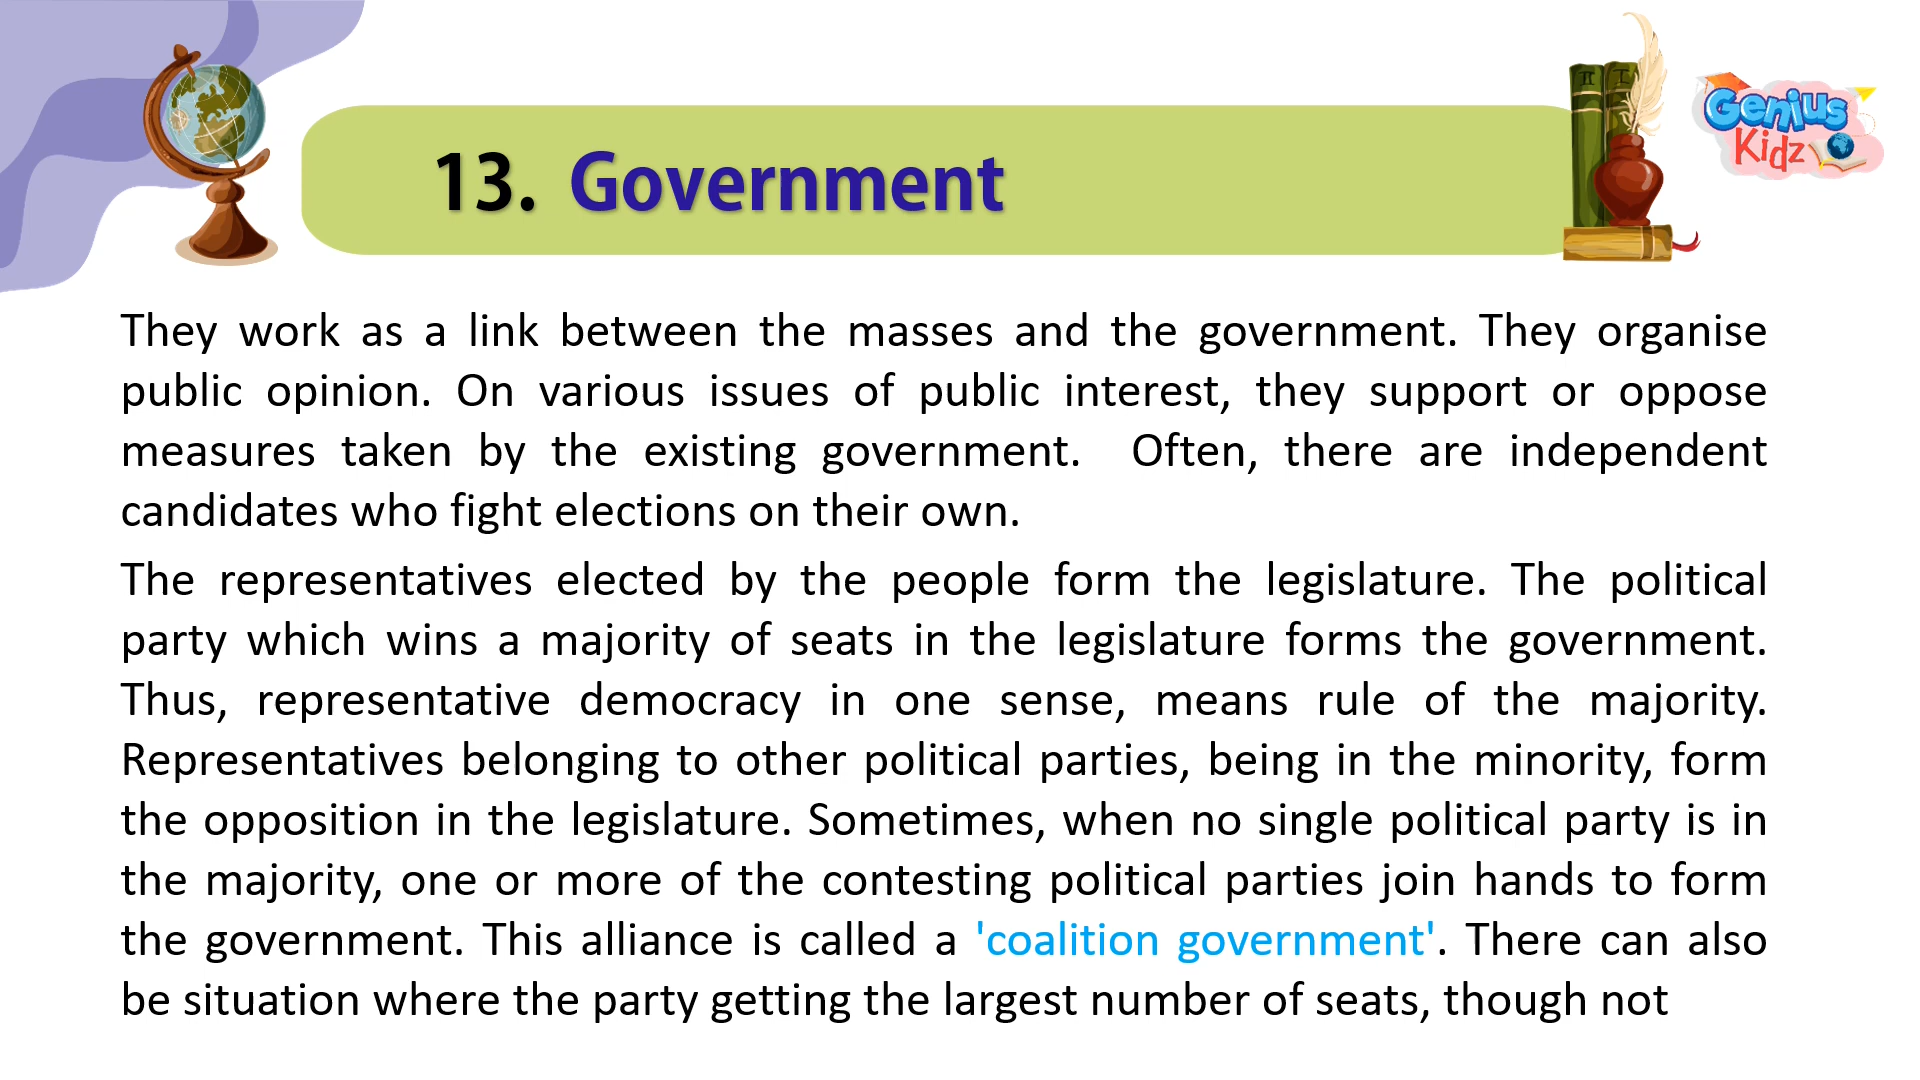 13. Government
Genius
Kidz
II I
They work as a link between the masses and the government. They organise
public opinion. On various issues of public interest, they support or oppose
measures taken by the existing government.  Often, there are independent
candidates who fight elections on their own.
The representatives elected by the people form the legislature. The political
party which wins a majority of seats in the legislature forms the government.
Thus, representative democracy in one sense, means rule of the majority.
Representatives belonging to other political parties, being in the minority, form
the opposition in the legislature. Sometimes, when no single political party is in
the majority, one or more of the contesting political parties join hands to form
the government. This alliance is called a 'coalition government'. There can also
be situation where the party getting the largest number of seats, though not